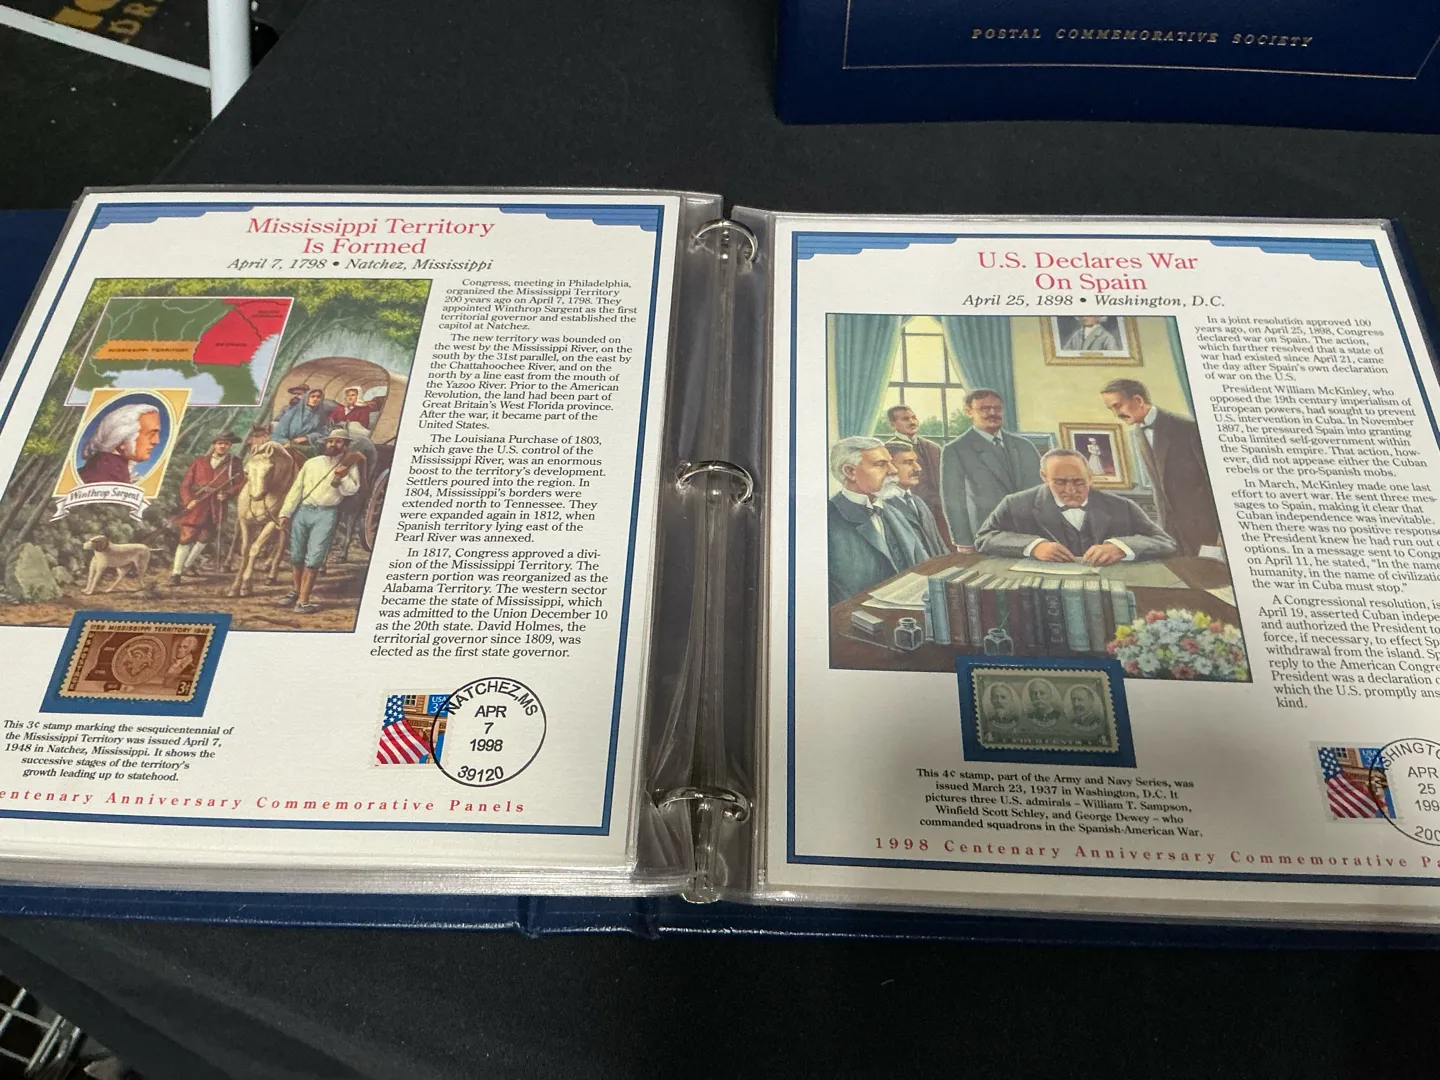 POSTAL COMMEMORATIVE SOCIETY
Mississippi Territory
Is Formed
April 7, 1798 • Natchez, Mississippi
MISSISSIPPI TERRITORY
GEORGIA
Winthrop Sargent
Congress, meeting in Philadelphia,
organized the Mississippi Territory
200 years ago on April 7, 1798. They
appointed Winthrop Sargent as the first
territorial governor and established the
capitol at Natchez.
The new territory was bounded on
the west by the Mississippi River, on the
south by the 31st parallel, on the east by
the Chattahoochee River, and on the
north by a line east from the mouth of
the Yazoo River. Prior to the American
Revolution, the land had been part of
Great Britain's West Florida province.
After the war, it became part of the
United States.
The Louisiana Purchase of 1803,
which gave the U.S. control of the
Mississippi River, was an enormous
boost to the territory's development.
Settlers poured into the region. In
1804, Mississippi's borders were
extended north to Tennessee. They
were expanded again in 1812, when
Spanish territory lying east of the
Pearl River was annexed.
In 1817, Congress approved a divi-
sion of the Mississippi Territory. The
eastern portion was reorganized as the
Alabama Territory. The western sector
became the state of Mississippi, which
was admitted to the Union December 10
as the 20th state. David Holmes, the
territorial governor since 1809, was
elected as the first state governor.
1798 MISSISSIPPI TERRITORY 1948
3¢
This 3¢ stamp marking the sesquicentennial of
the Mississippi Territory was issued April 7,
1948 in Natchez, Mississippi. It shows the
successive stages of the territory's
growth leading up to statehood.
USA
NATCHEZ, MS
APR
7
1998
39120
entenary Anniversary Commemorative Panels
U.S. Declares War
On Spain
April 25, 1898 • Washington, D.C.
In a joint resolution approved 100
years ago, on April 25, 1898, Congress
declared war on Spain. The action,
which further resolved that a state of
war had existed since April 21, came
the day after Spain's own declaration
of war on the U.S.
President William McKinley, who
opposed the 19th century imperialism of
European powers, had sought to prevent
U.S. intervention in Cuba. In November
1897, he pressured Spain into granting
Cuba limited self-government within
the Spanish empire. That action, how-
ever, did not appease either the Cuban
rebels or the pro-Spanish mobs.
In March, McKinley made one last
effort to avert war. He sent three mes-
sages to Spain, making it clear that
Cuban independence was inevitable.
When there was no positive response
the President knew he had run out o
options. In a message sent to Congr
on April 11, he stated, "In the name
humanity, in the name of civilizatio
the war in Cuba must stop."
A Congressional resolution, is
April 19, asserted Cuban indepe
and authorized the President to
force, if necessary, to effect Sp
withdrawal from the island. Sp
reply to the American Congre
President was a declaration o
which the U.S. promptly ans
kind.
4 FOUR CENTS 4
This 4¢ stamp, part of the Army and Navy Series, was
issued March 23, 1937 in Washington, D.C. It
pictures three U.S. admirals – William T. Sampson,
Winfield Scott Schley, and George Dewey – who
commanded squadrons in the Spanish-American War.
USA
SHINGTO
APR
25
199
200
1998 Centenary Anniversary Commemorative Pa